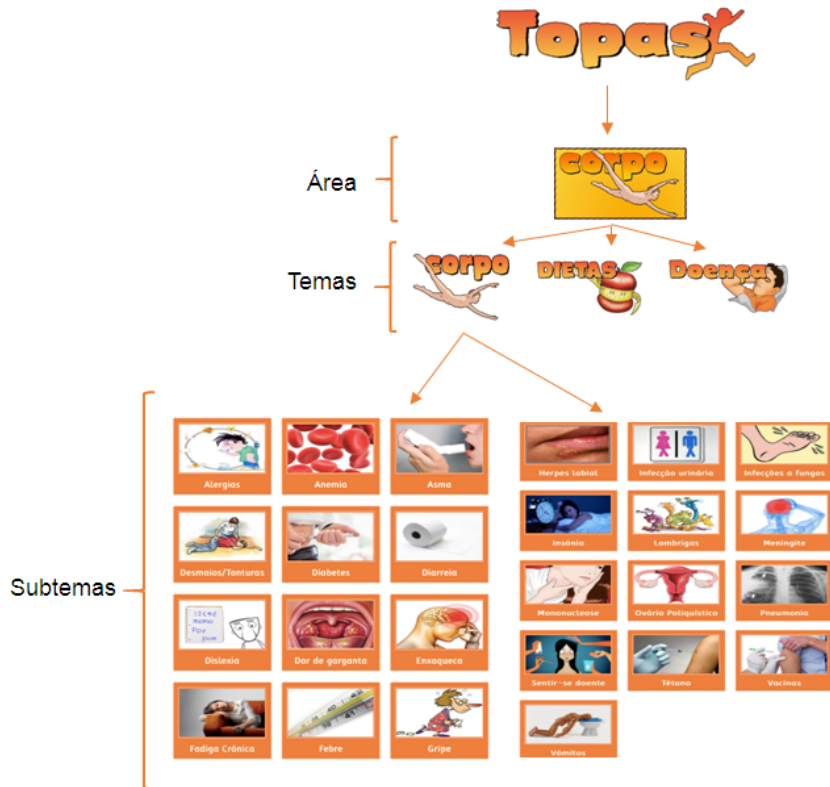 Topas
Área
corpo
Temas
corpo
DIETAS
Doença
Subtemas
Alergias
Anemia
Asma
Desmaios/Tonturas
Diabetes
Diarreia
Dislexia
Dor de garganta
Enxaqueca
Fadiga Crónica
Febre
Gripe
Herpes labial
Infecção urinária
Infecções a fungos
Insónia
Lombrigas
Meningite
Mononucleose
Ovário Poliquístico
Pneumonia
Sentir-se doente
Tétano
Vacinas
Vómitos